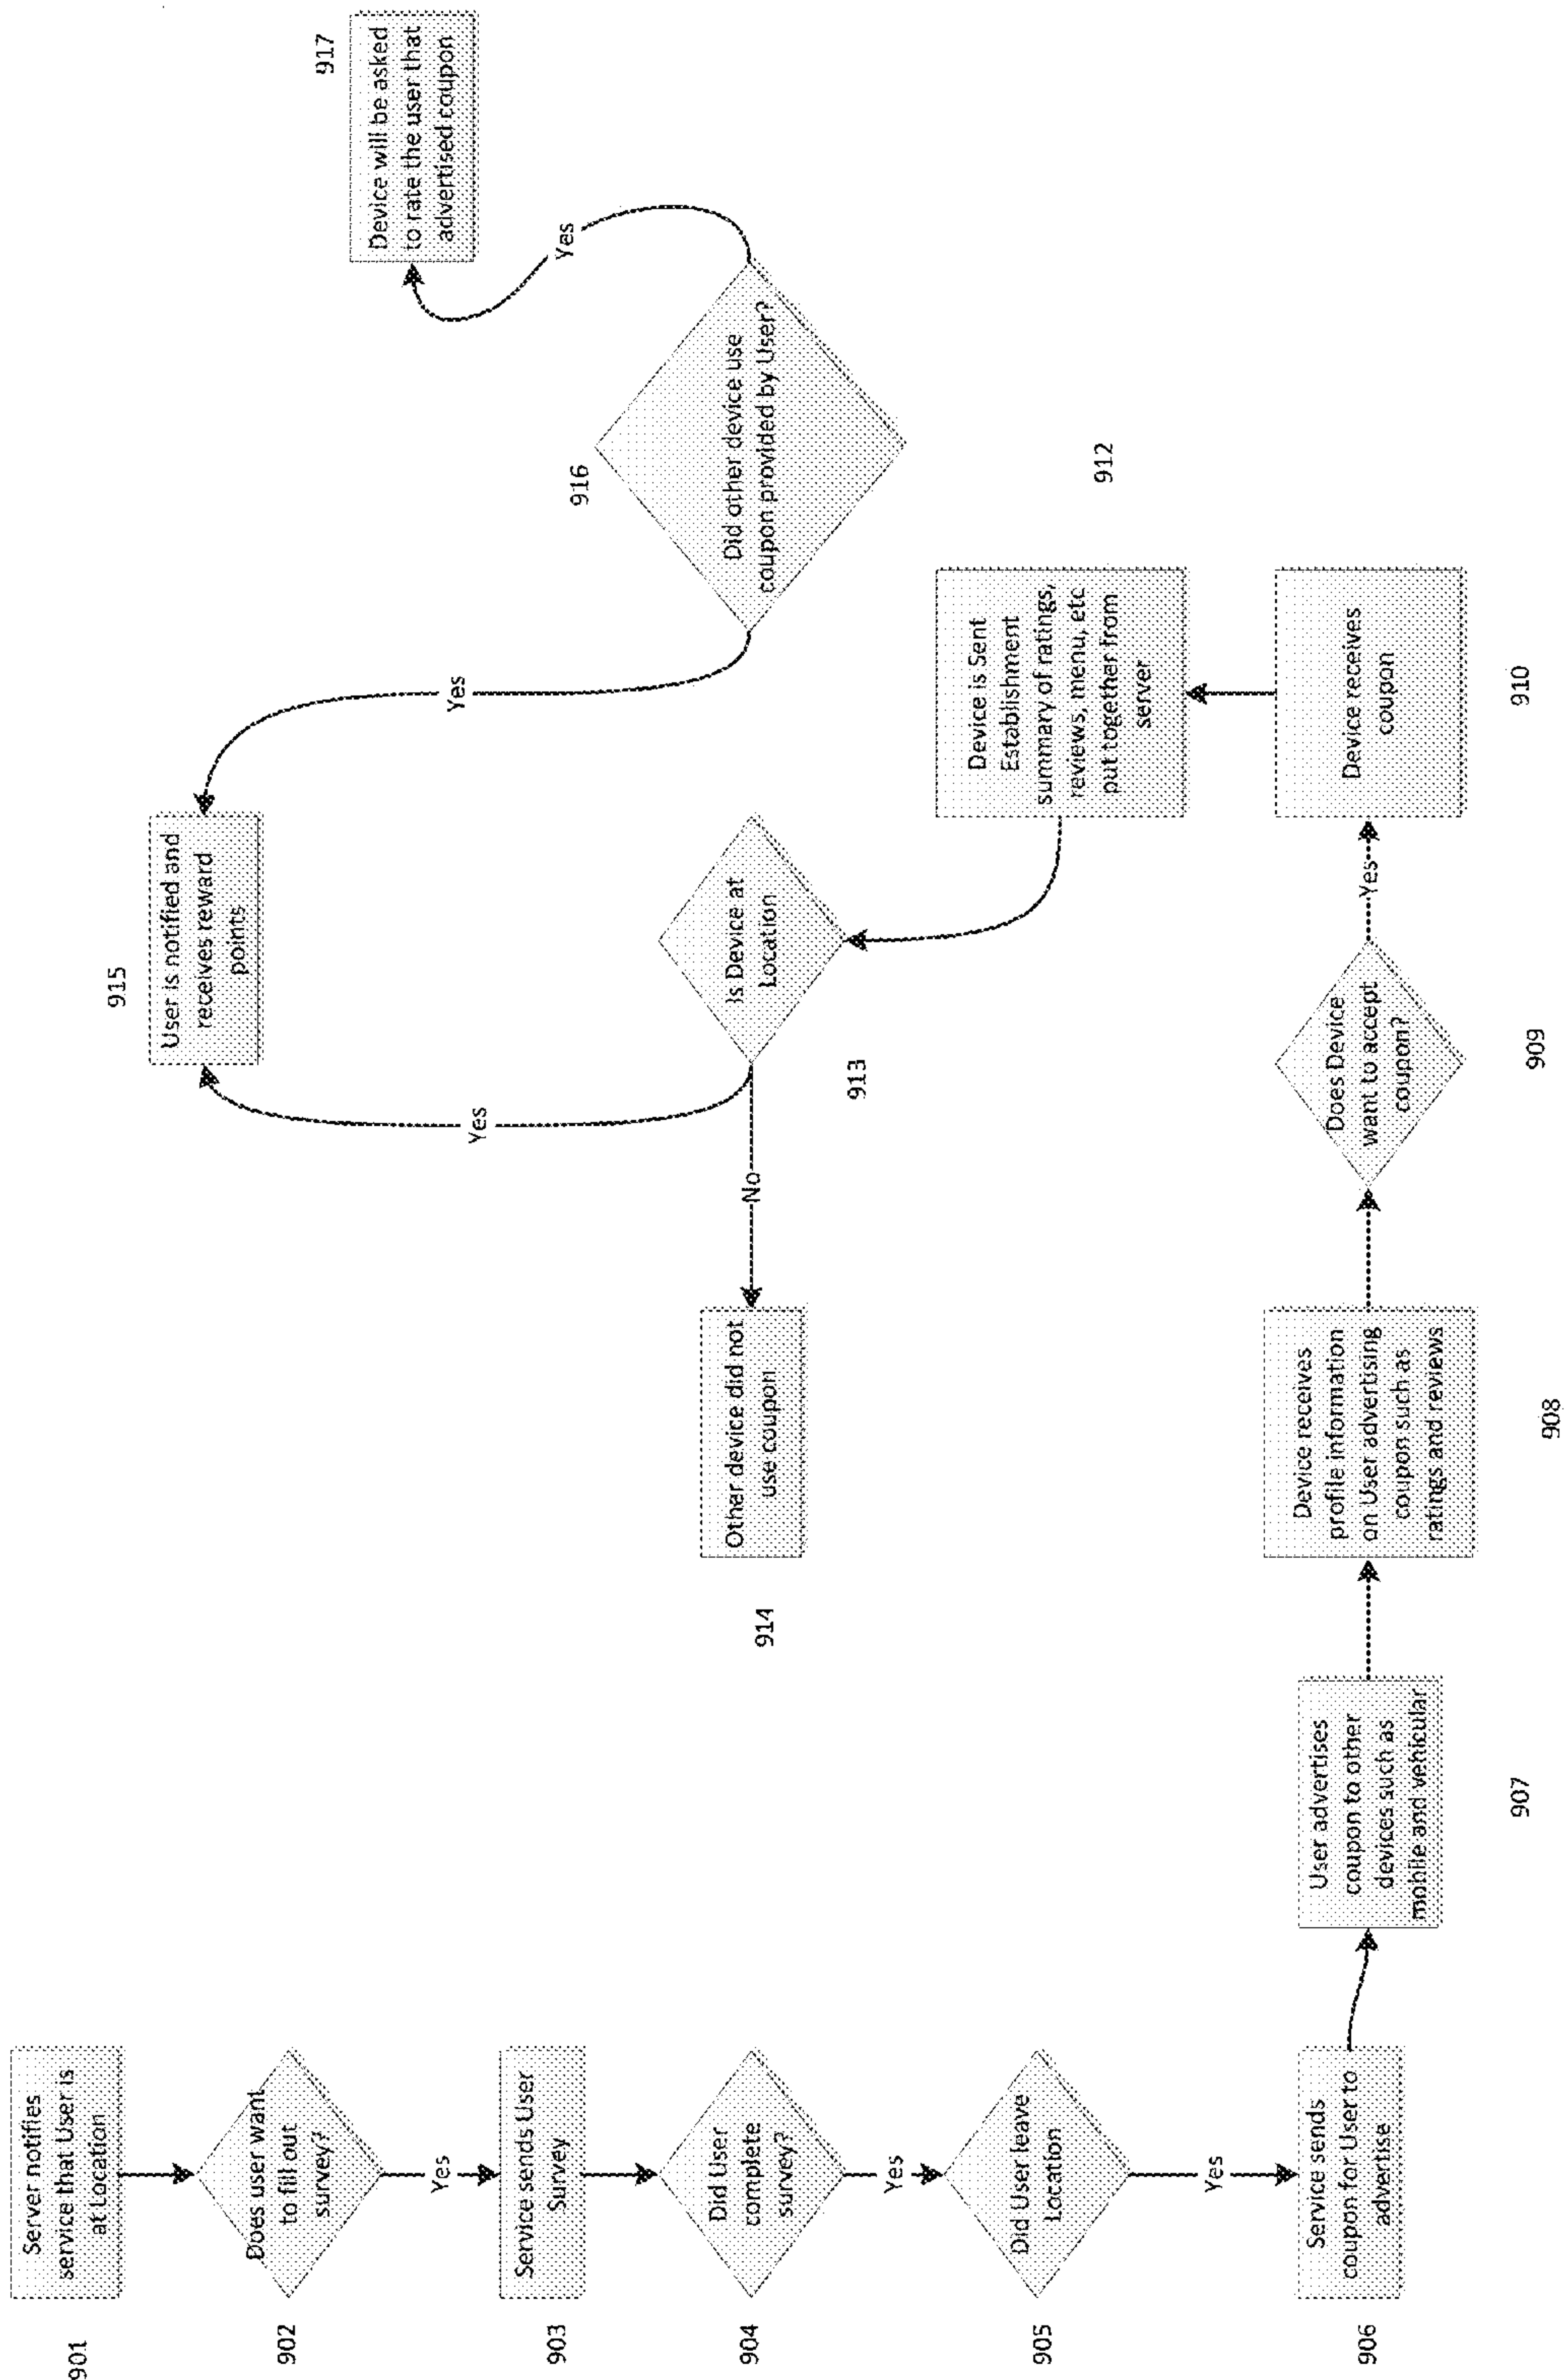 901
Server notifies
service that User is
at Location
902
Does user want
to fill out
survey?
Yes
903
Service sends User
Survey
904
Did User
complete
survey?
Yes
905
Did User leave
Location
Yes
906
Service sends
coupon for User to
advertise
907
User advertises
coupon to other
devices such as
mobile and vehicular
908
Device receives
profile information
on User advertising
coupon such as
ratings and reviews
909
Does Device
want to accept
coupon?
Yes
910
Device receives
coupon
912
Device is Sent
Establishment
summary of ratings,
reviews, menu, etc
put together from
server
913
Is Device at
Location
No
914
Other device did not
use coupon
Yes
915
User is notified and
receives reward
points
Yes
916
Did other device use
coupon provided by User?
Yes
917
Device will be asked
to rate the user that
advertised coupon